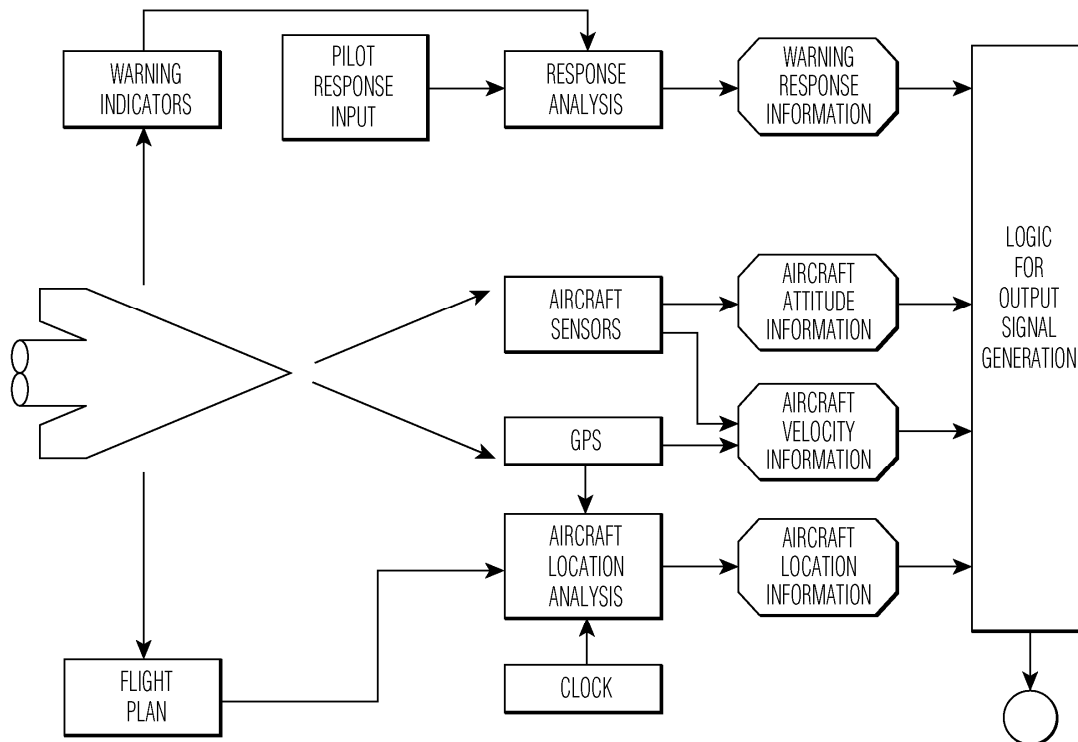 WARNING
INDICATORS
PILOT
RESPONSE
INPUT
RESPONSE
ANALYSIS
WARNING
RESPONSE
INFORMATION
LOGIC
FOR
OUTPUT
SIGNAL
GENERATION
AIRCRAFT
SENSORS
AIRCRAFT
ATTITUDE
INFORMATION
GPS
AIRCRAFT
VELOCITY
INFORMATION
AIRCRAFT
LOCATION
ANALYSIS
AIRCRAFT
LOCATION
INFORMATION
FLIGHT
PLAN
CLOCK